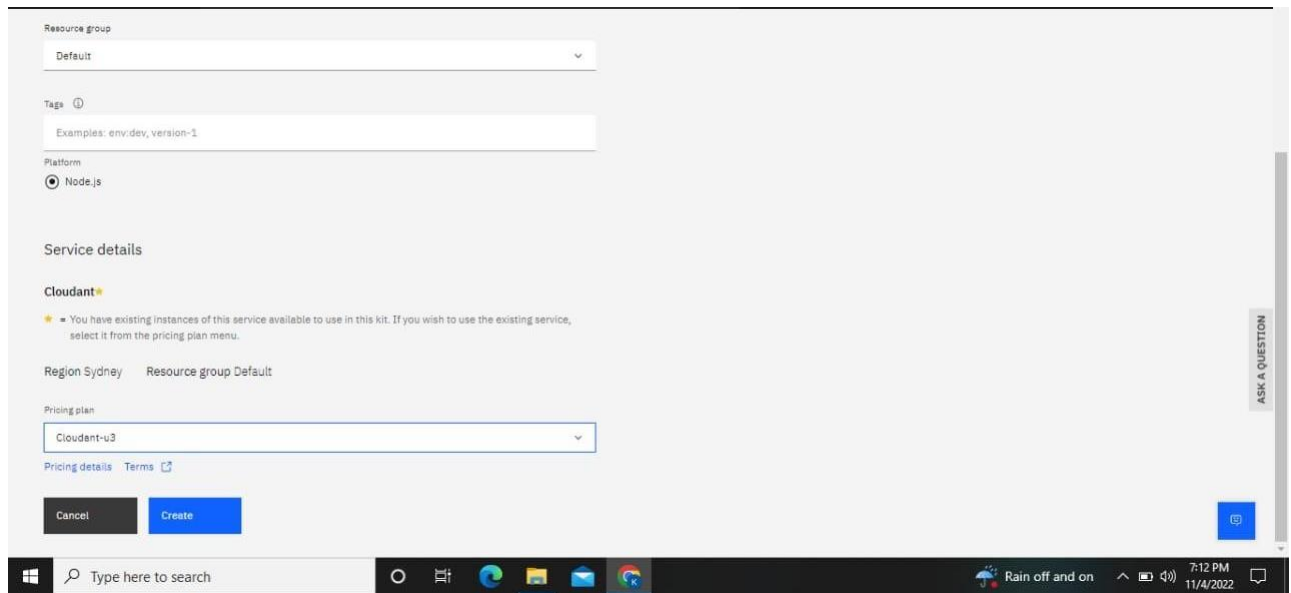 Resource group
Default
Tags
Examples: env:dev, version-1
Platform
Node.js
Service details
Cloudant
= You have existing instances of this service available to use in this kit. If you wish to use the existing service,
select it from the pricing plan menu.
Region Sydney Resource group Default
Pricing plan
Cloudant-u3
Pricing details Terms
Cancel Create
ASK A QUESTION
Type here to search
Rain off and on
7:12 PM
11/4/2022